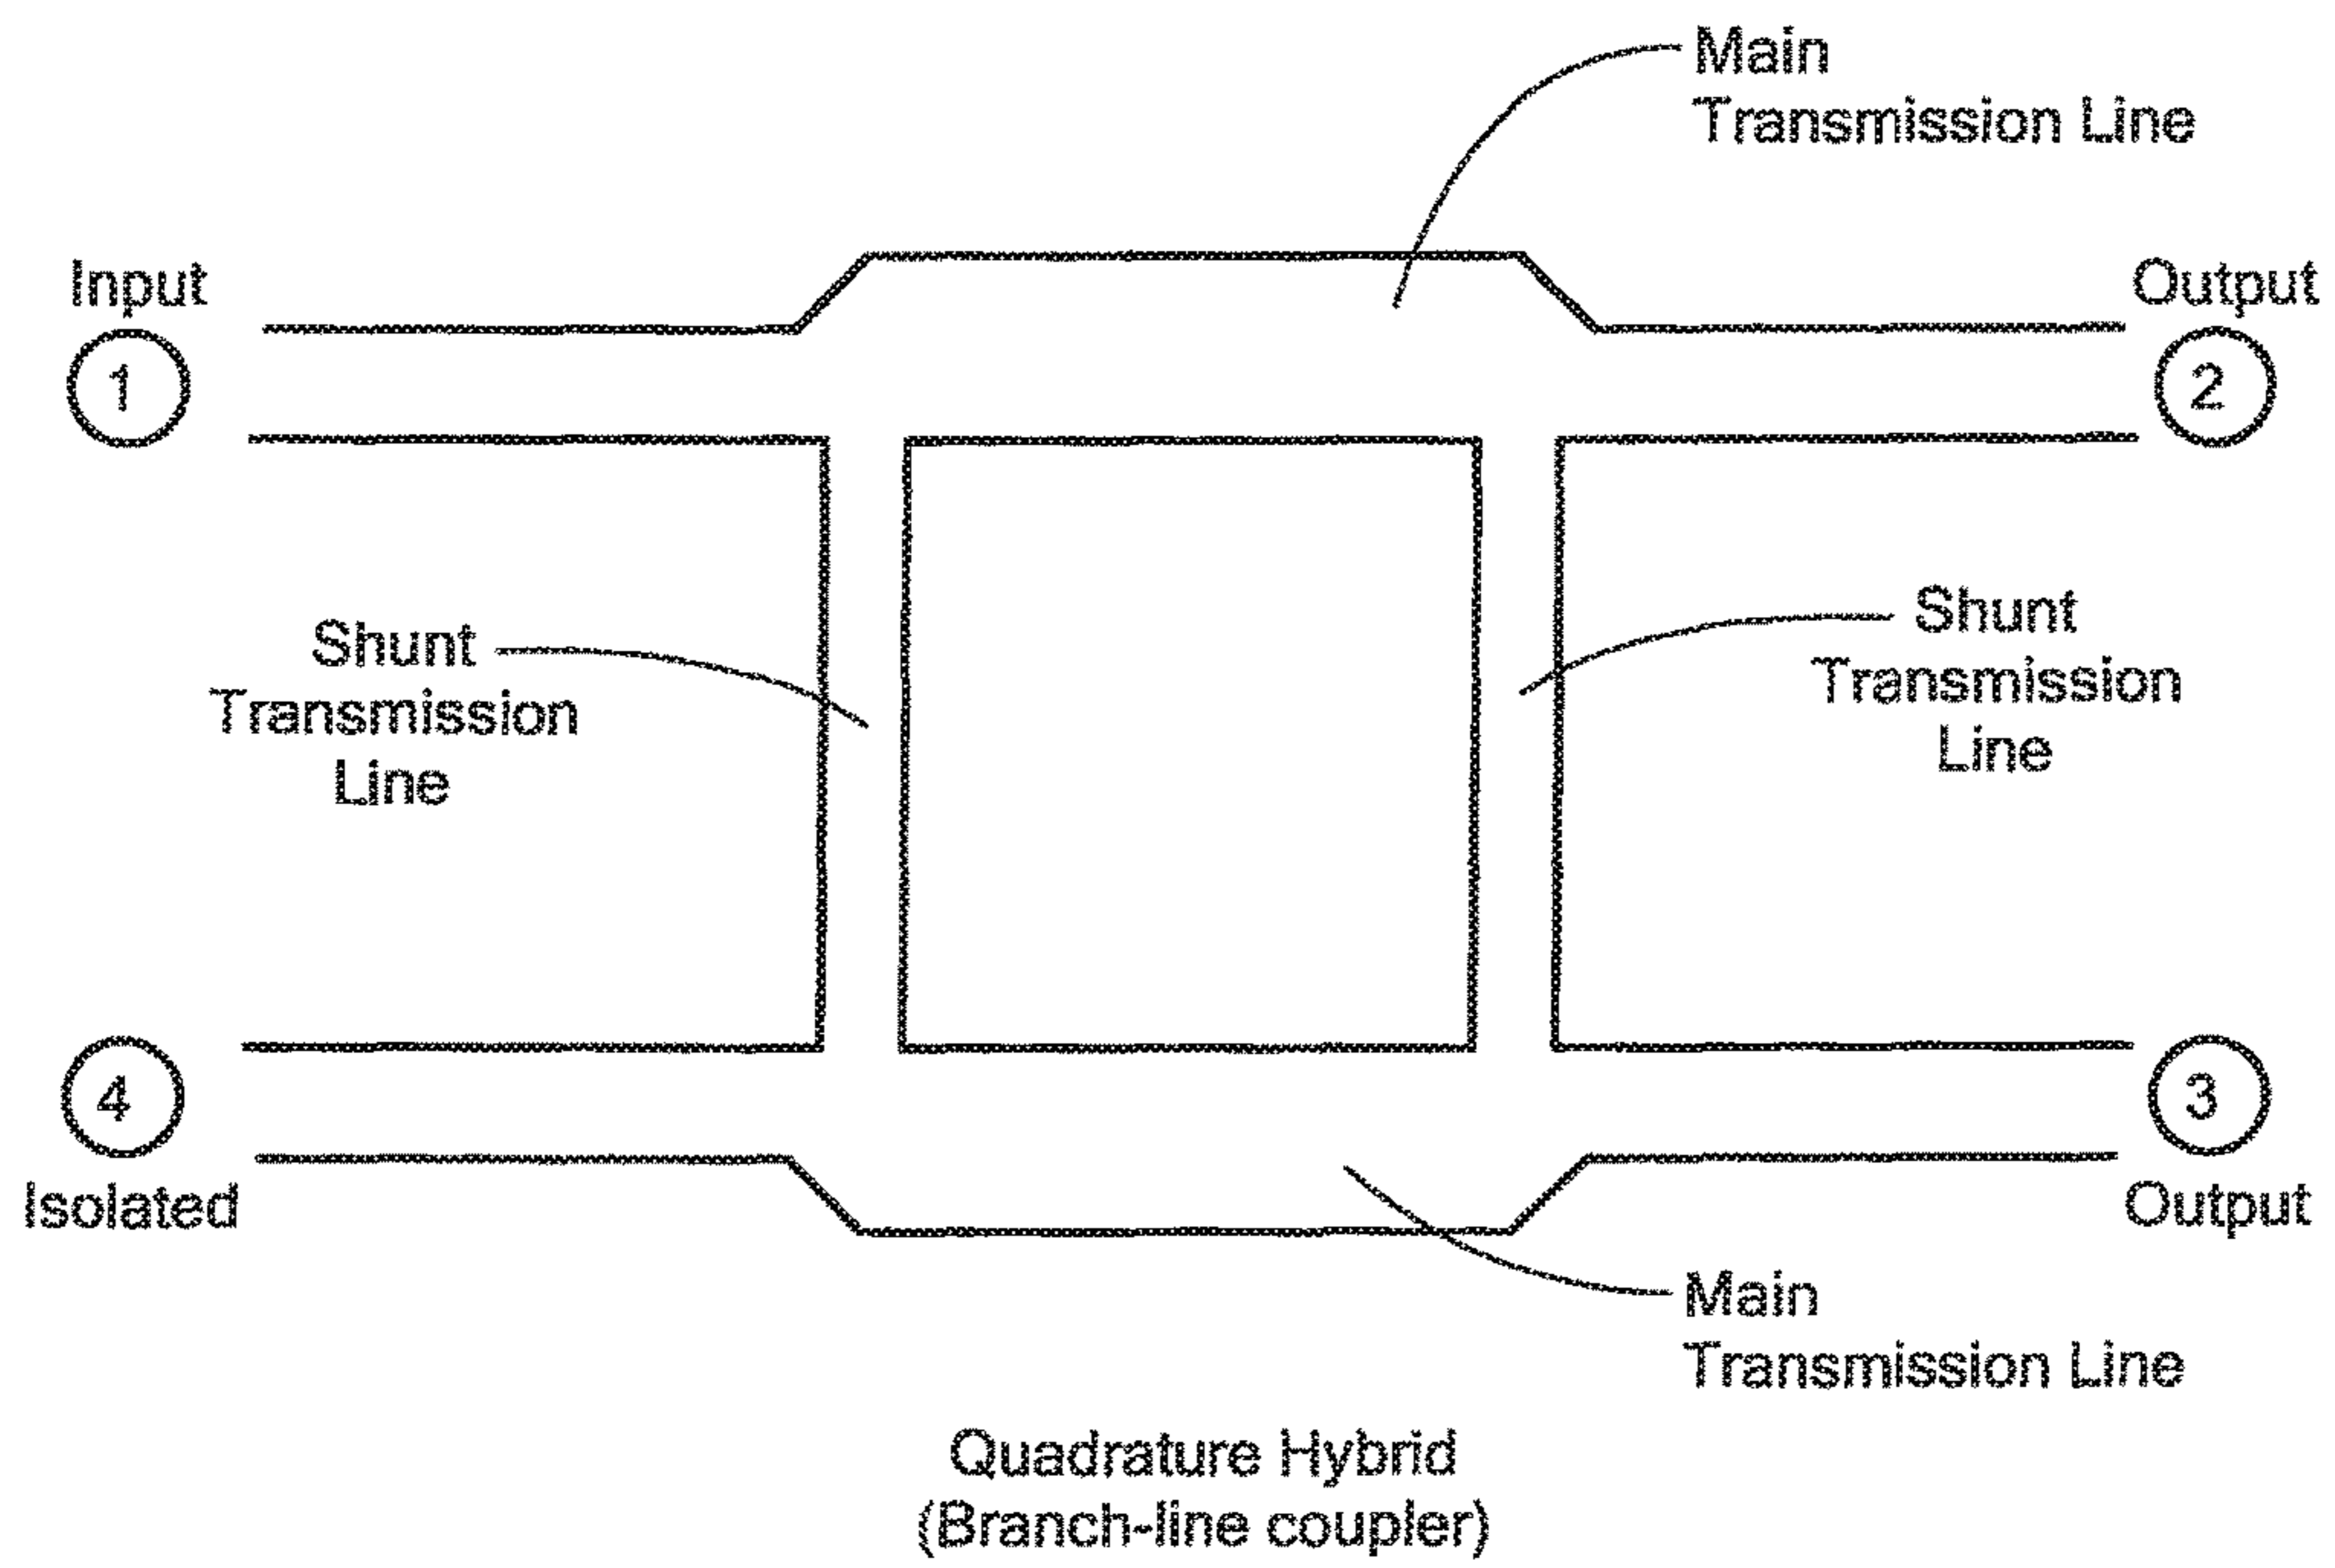 Main
Transmission Line
Input
Output
1
2
Shunt
Transmission
Line
Shunt
Transmission
Line
4
3
Isolated
Output
Main
Transmission Line
Quadrature Hybrid
(Branch-line coupler)